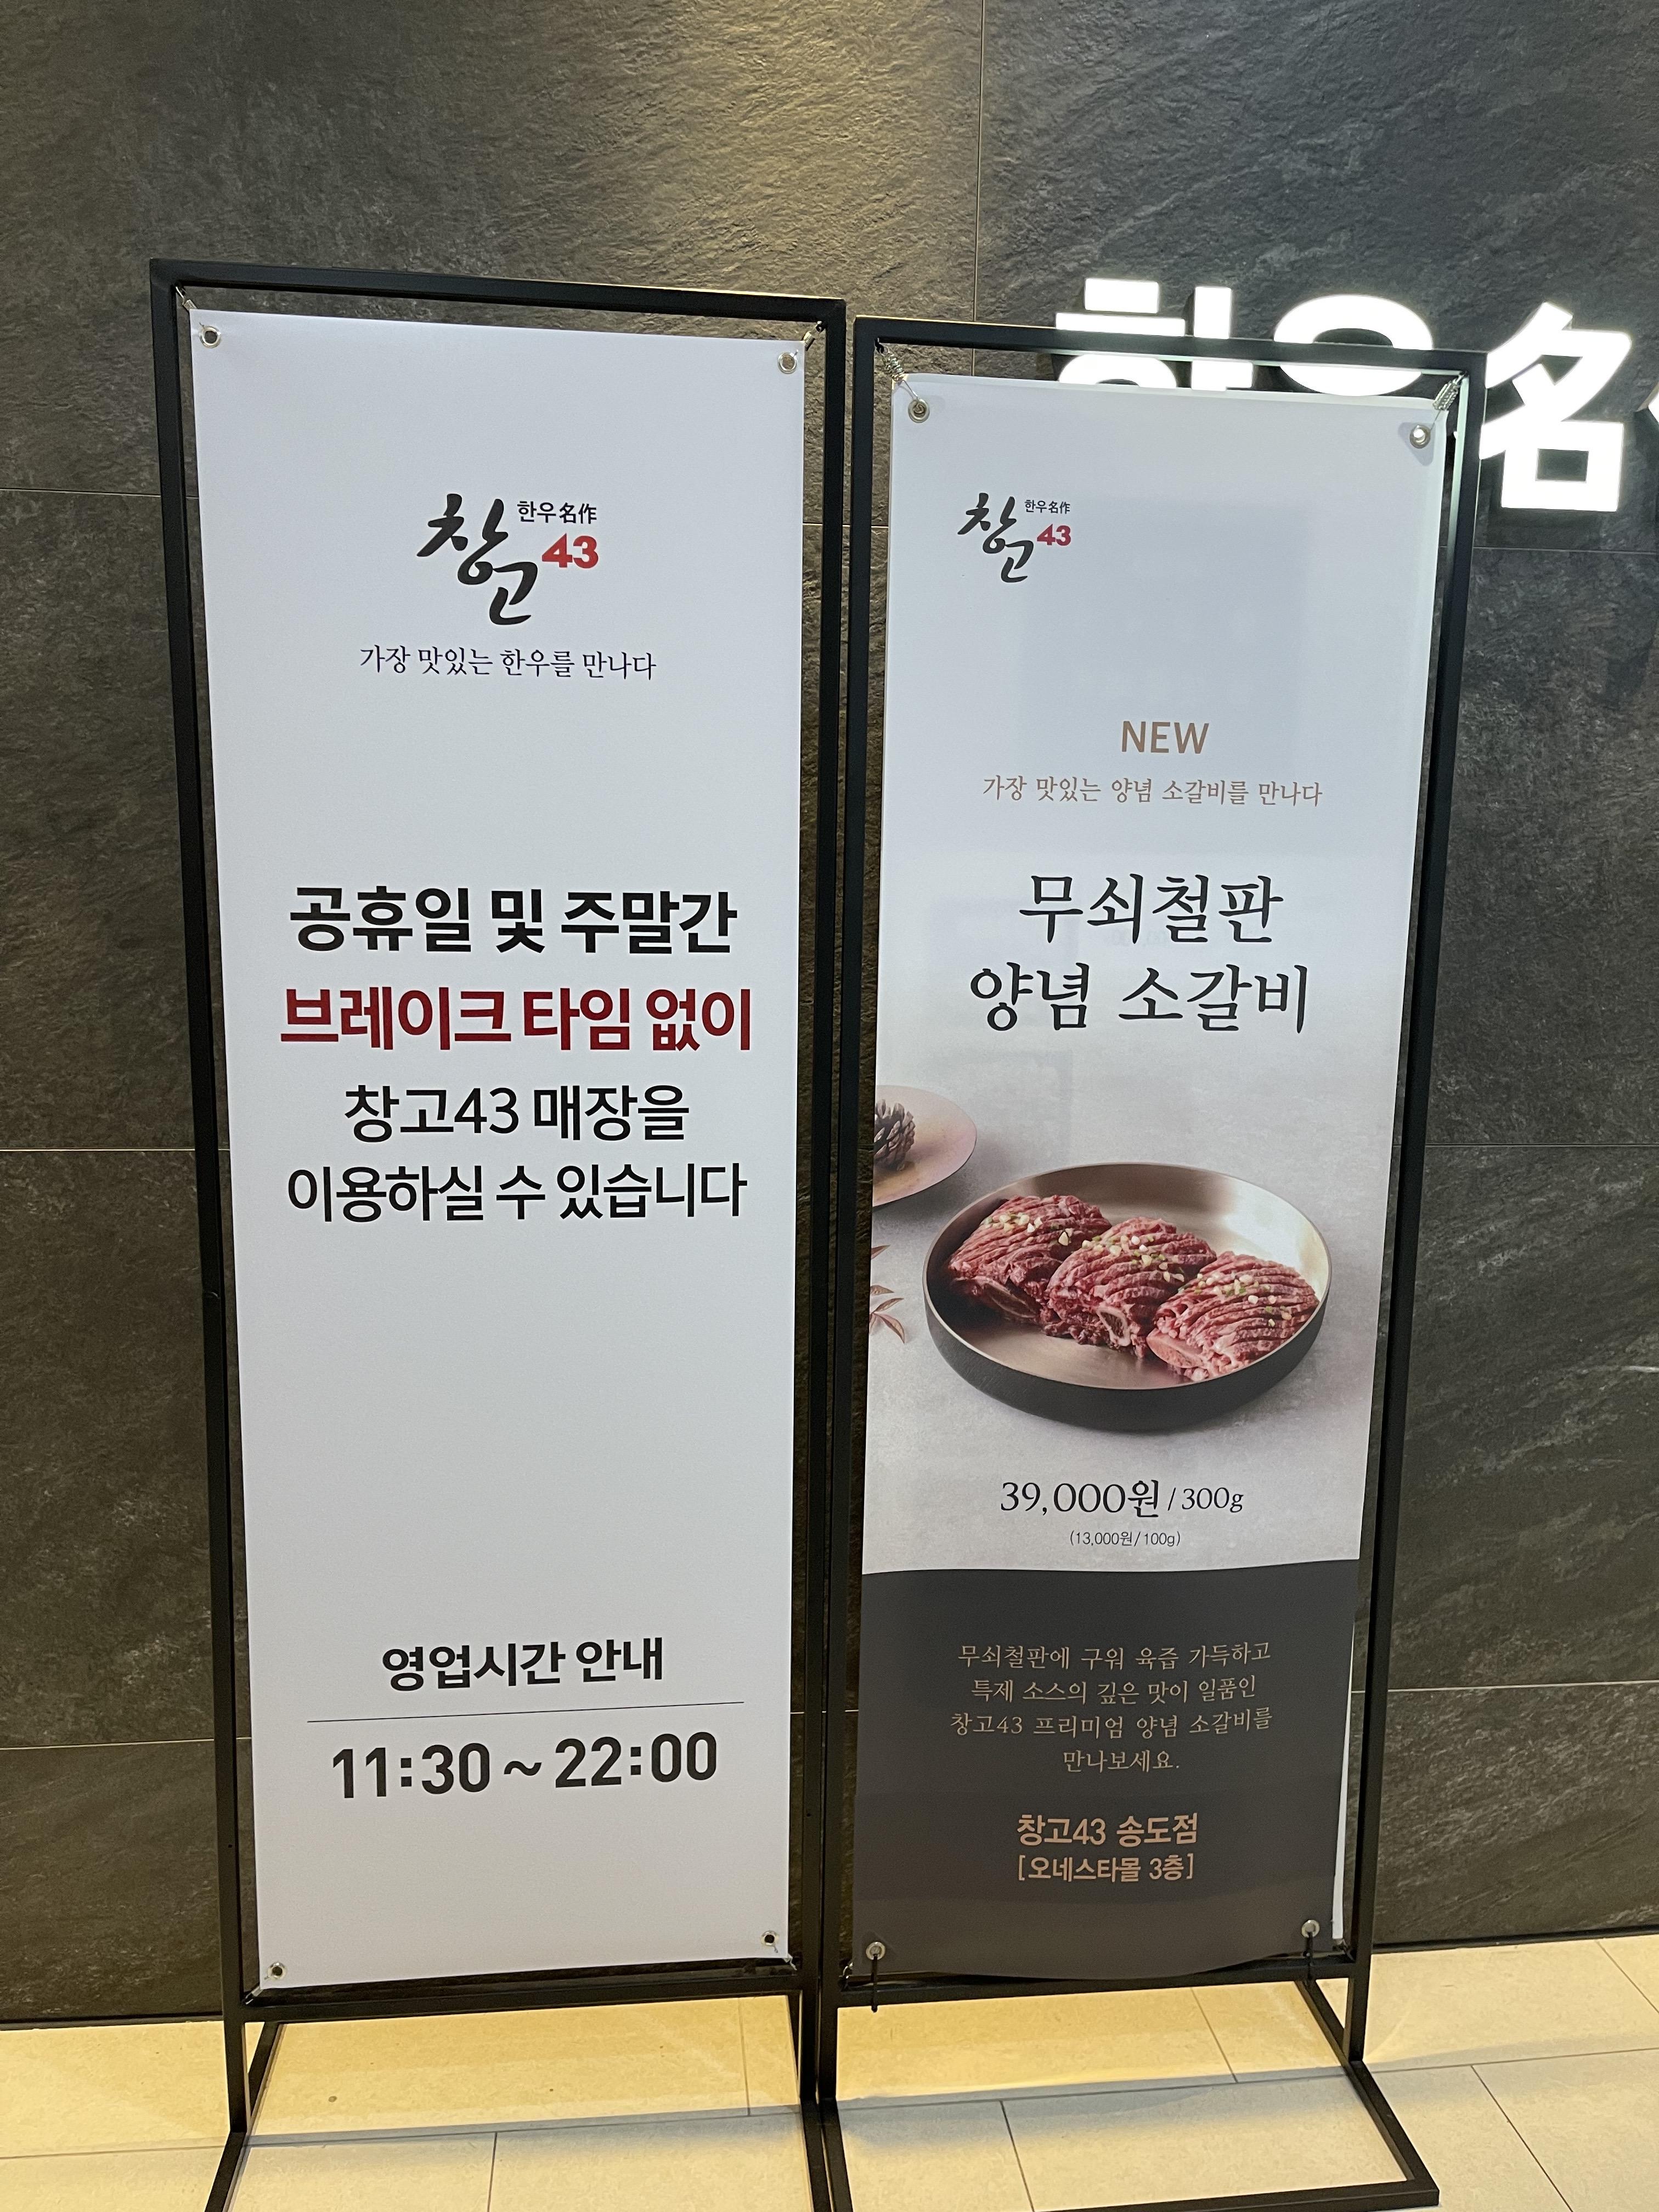 한우名
창고
한우名作
43
가장 맛있는 한우를 만나다
공휴일 및 주말간
브레이크 타임 없이
창고43 매장을
이용하실 수 있습니다
영업시간 안내
11:30 ~ 22:00
창고
한우名作
43
NEW
가장 맛있는 양념 소갈비를 만나다
무쇠철판
양념 소갈비
39,000원 / 300g
(13,000원/100g)
무쇠철판에 구워 육즙 가득하고
특제 소스의 깊은 맛이 일품인
창고43 프리미엄 양념 소갈비를
만나보세요.
창고43 송도점
[오네스타몰 3층]